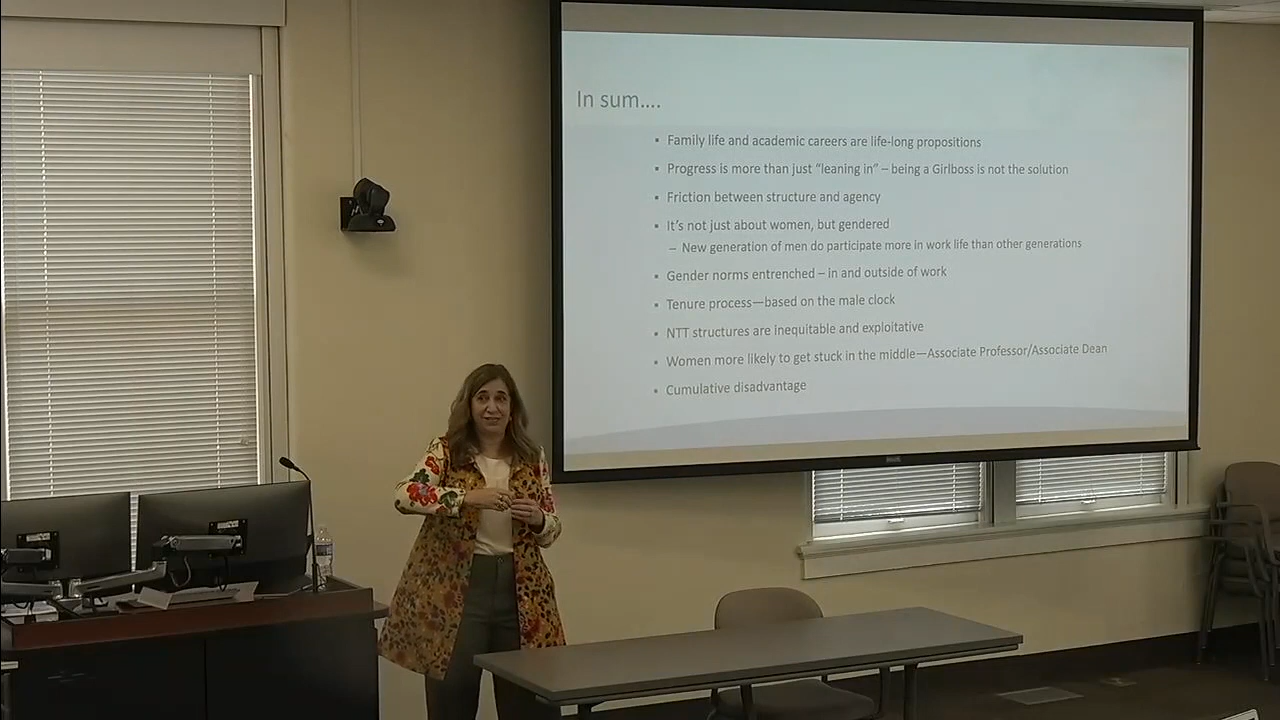 In sum....
▪ Family life and academic careers are life-long propositions
▪ Progress is more than just “leaning in” – being a Girlboss is not the solution
▪ Friction between structure and agency
▪ It’s not just about women, but gendered
– New generation of men do participate more in work life than other generations
▪ Gender norms entrenched – in and outside of work
▪ Tenure process—based on the male clock
▪ NTT structures are inequitable and exploitative
▪ Women more likely to get stuck in the middle—Associate Professor/Associate Dean
▪ Cumulative disadvantage